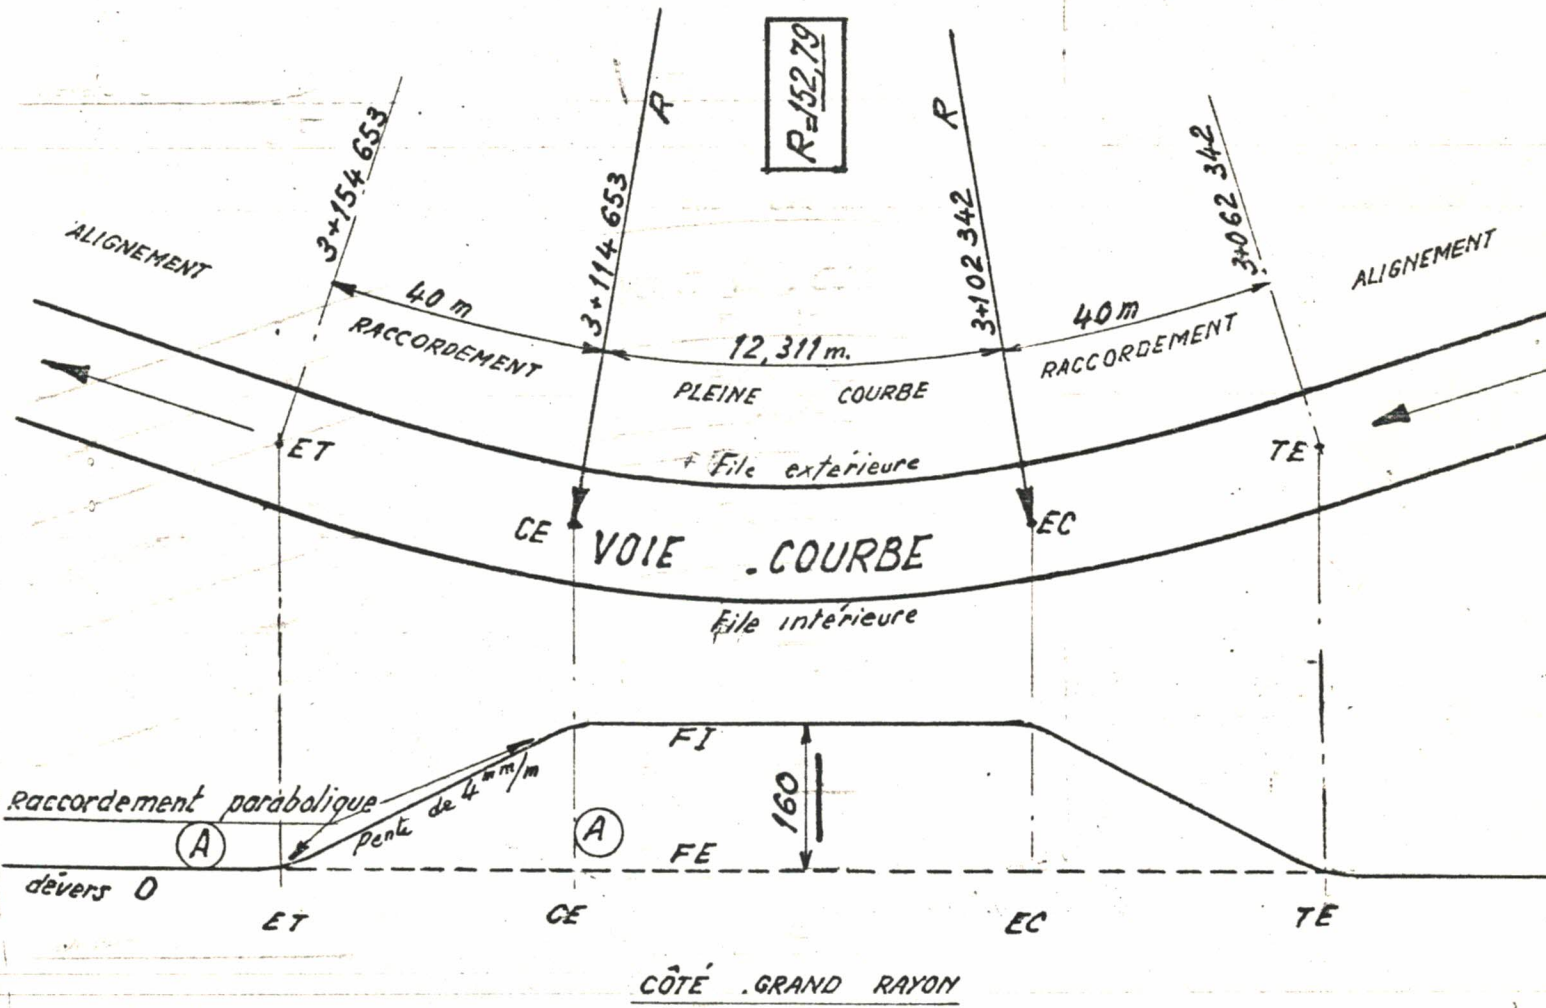 R=152,79
R
R
3+154 653
3+114 653
3+102 342
3+062 342
ALIGNEMENT
ALIGNEMENT
40 m
12,311 m.
40 m
RACCORDEMENT
PLEINE COURBE
RACCORDEMENT
ET
+ File extérieure
TE
CE
VOIE . COURBE
EC
File intérieure
FI
Raccordement parabolique
pente de 4 mm/m
160
A
A
FE
dévers 0
ET
CE
EC
TE
CÔTÉ . GRAND RAYON